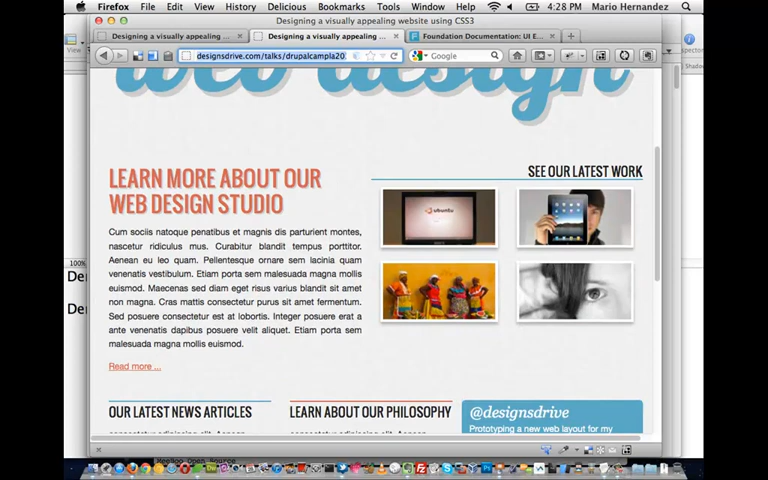 Firefox File Edit View History Delicious Bookmarks Tools Window Help 4:28 PM Mario Hernandez
Designing a visually appealing website using CSS3
Designing a visually appealing ... Designing a visually appealing ... Foundation Documentation: UI E...
designsdrive.com/talks/drupalcampla20 Google
View
web design
LEARN MORE ABOUT OUR
WEB DESIGN STUDIO
SEE OUR LATEST WORK
ubuntu
Cum sociis natoque penatibus et magnis dis parturient montes,
nascetur ridiculus mus. Curabitur blandit tempus porttitor.
Aenean eu leo quam. Pellentesque ornare sem lacinia quam
venenatis vestibulum. Etiam porta sem malesuada magna mollis
euismod. Maecenas sed diam eget risus varius blandit sit amet
non magna. Cras mattis consectetur purus sit amet fermentum.
Sed posuere consectetur est at lobortis. Integer posuere erat a
ante venenatis dapibus posuere velit aliquet. Etiam porta sem
malesuada magna mollis euismod.
Read more ...
100%
De
De
OUR LATEST NEWS ARTICLES
LEARN ABOUT OUR PHILOSOPHY
@designsdrive
Prototyping a new web layout for my